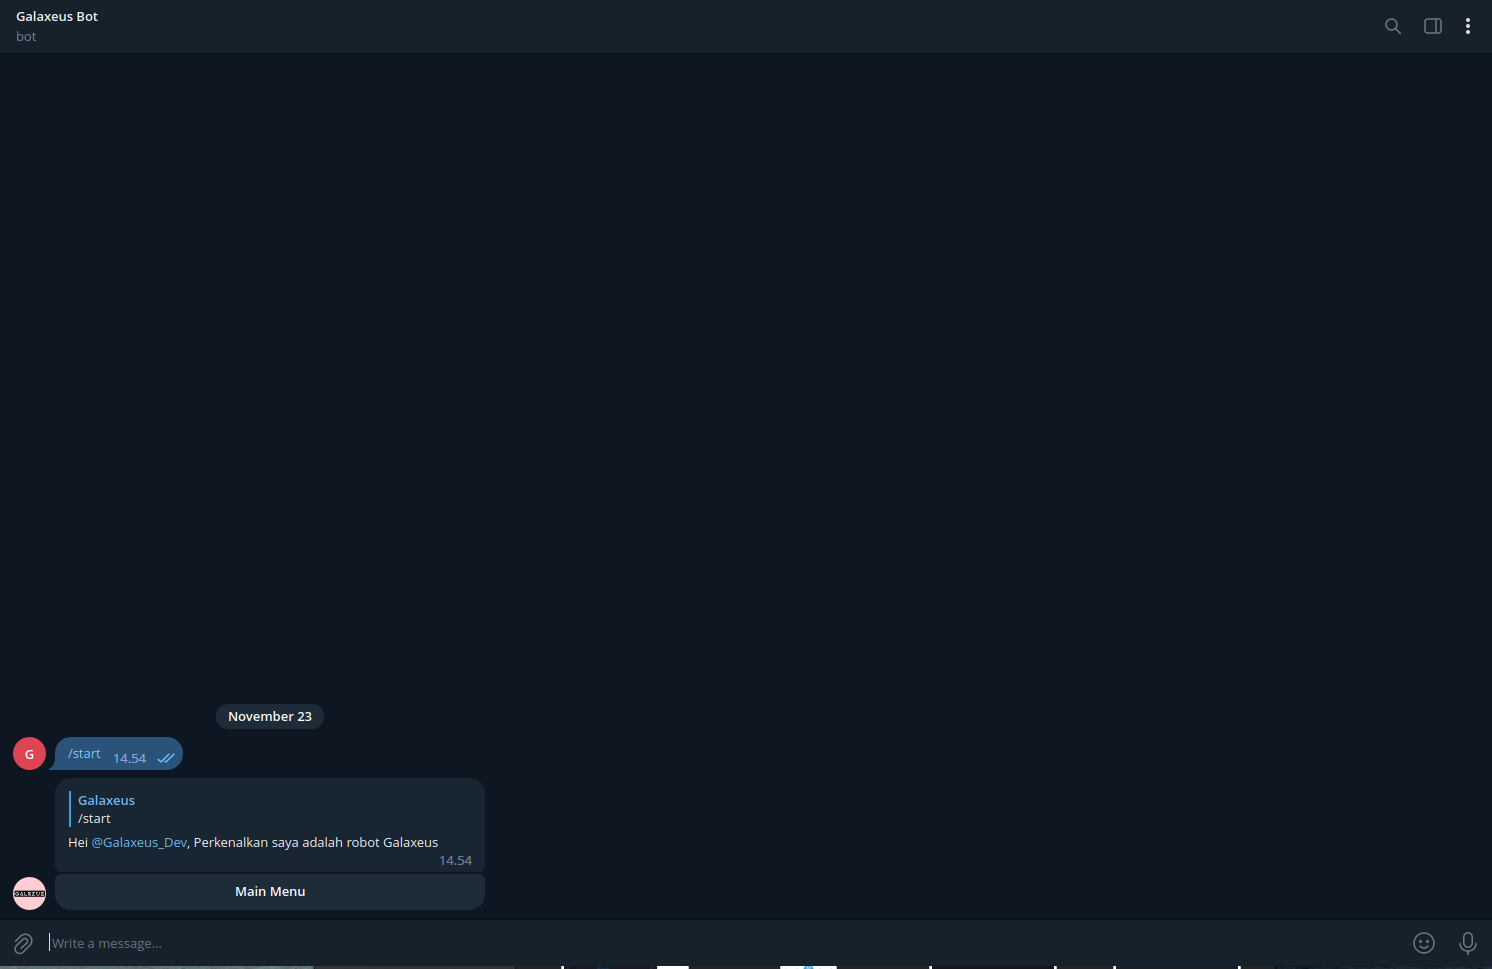 Galaxeus Bot
bot
November 23
G
/start 14.54
Galaxeus
/start
Hei @Galaxeus_Dev, Perkenalkan saya adalah robot Galaxeus
14.54
GALXEUS
Main Menu
Write a message...